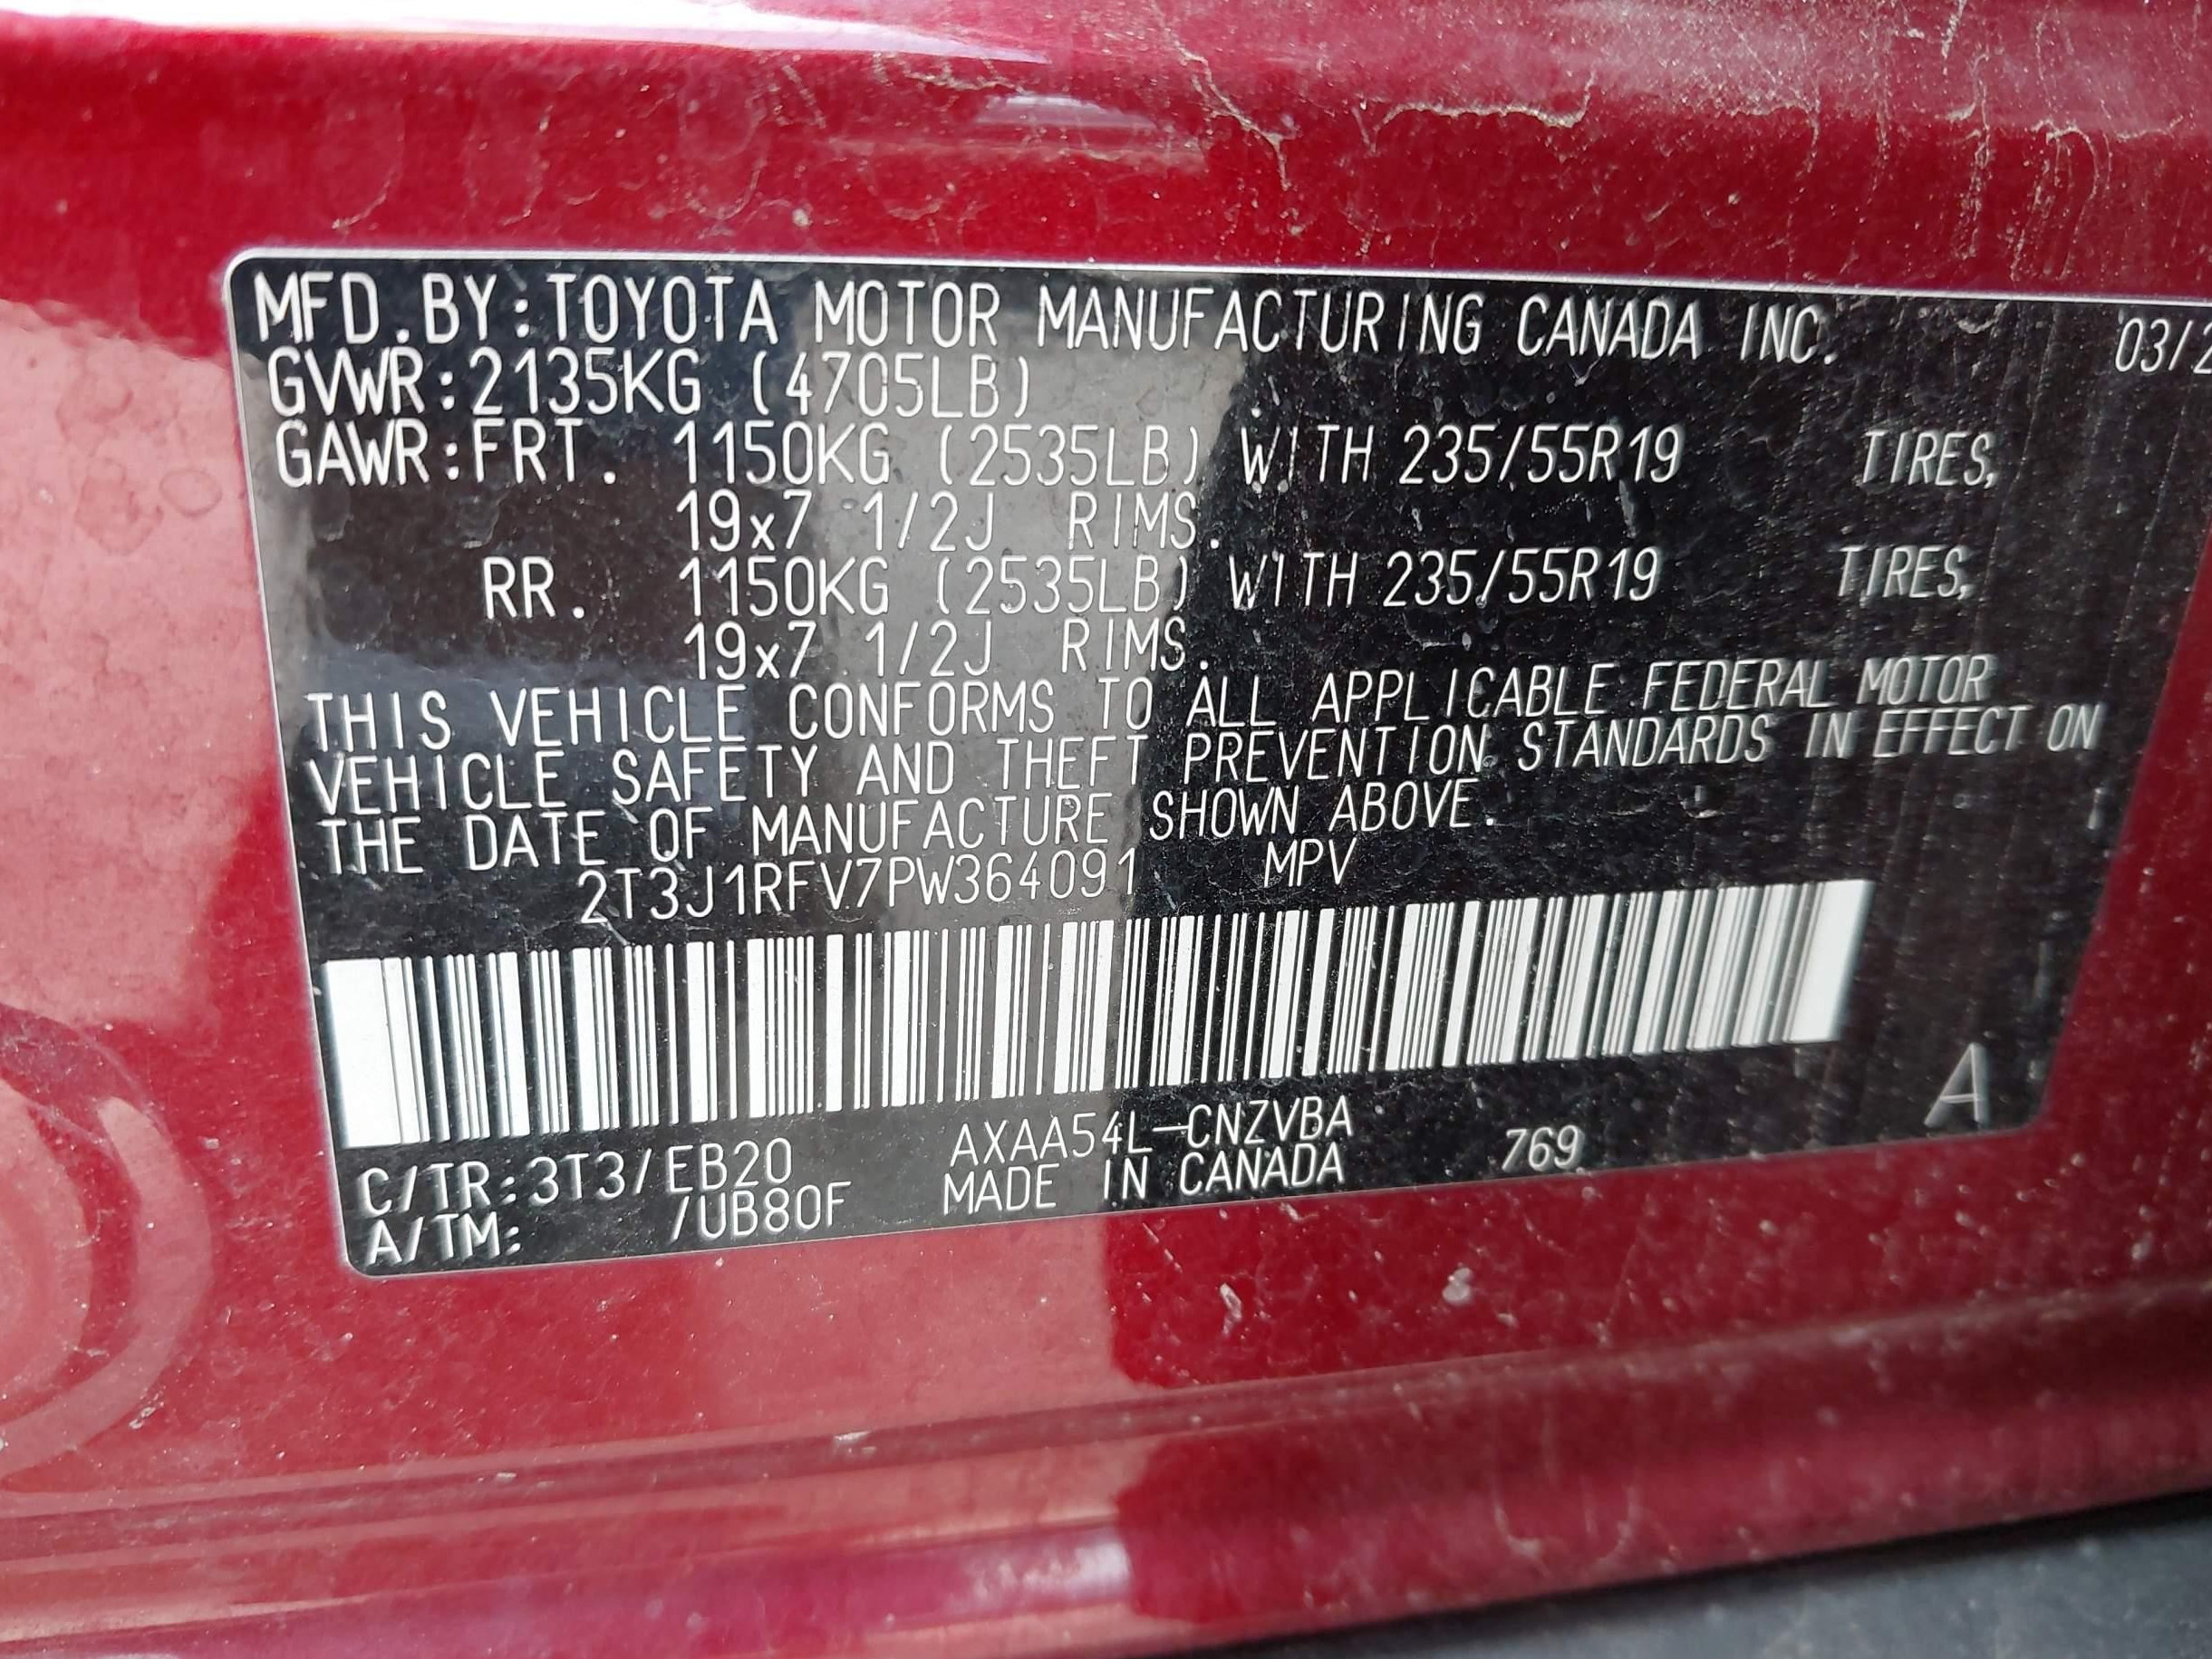 MFD.BY:TOYOTA MOTOR MANUFACTURING CANADA INC. 03/2
GVWR:2135KG (4705LB)
GAWR:FRT. 1150KG (2535LB) WITH 235/55R19 TIRES,
19x7 1/2J RIMS.
RR. 1150KG (2535LB) WITH 235/55R19 TIRES,
19x7 1/2J RIMS.
THIS VEHICLE CONFORMS TO ALL APPLICABLE FEDERAL MOTOR
VEHICLE SAFETY AND THEFT PREVENTION STANDARDS IN EFFECT ON
THE DATE OF MANUFACTURE SHOWN ABOVE.
2T3J1RFV7PW364091 MPV
C/TR:3T3/EB20 AXAA54L-CNZVBA 769 A
A/TM: /UB80F MADE IN CANADA